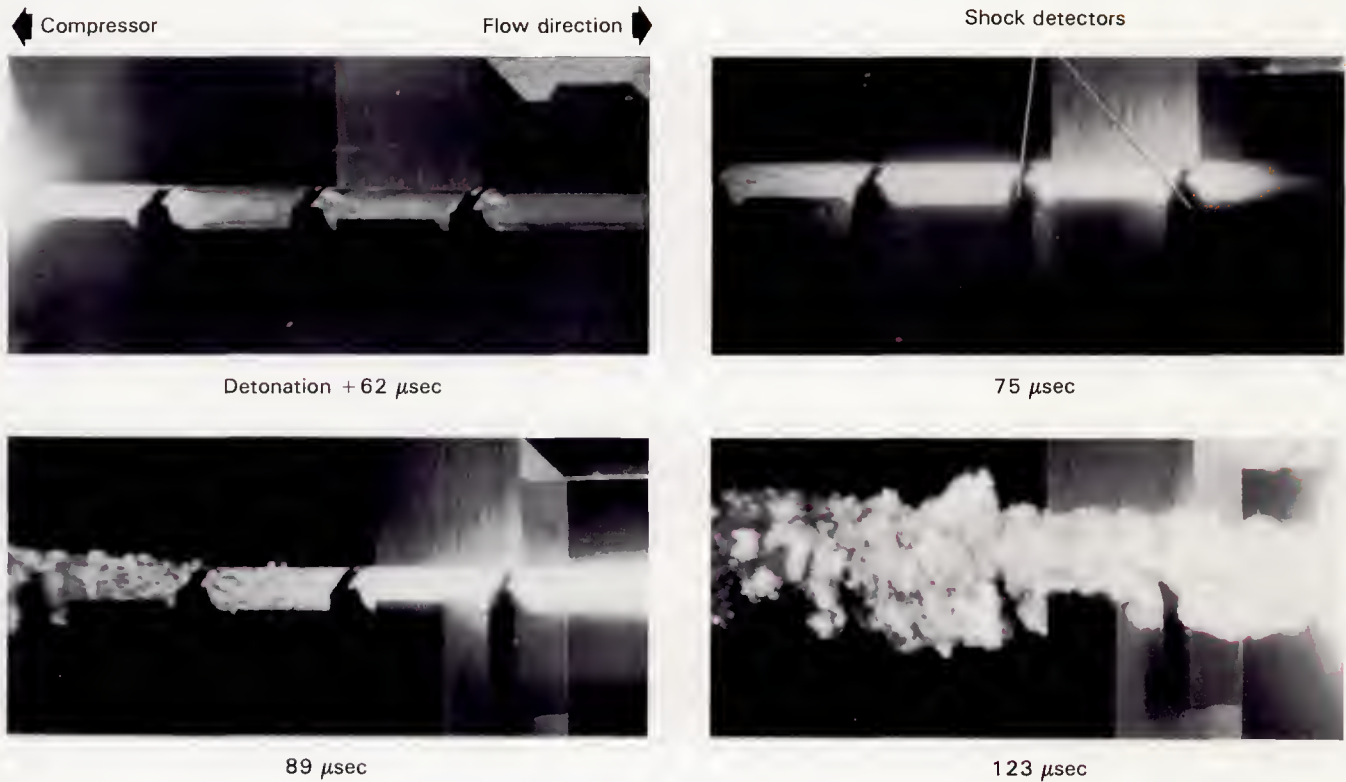 Compressor
Flow direction
Shock detectors
Detonation + 62 μsec
75 μsec
89 μsec
123 μsec